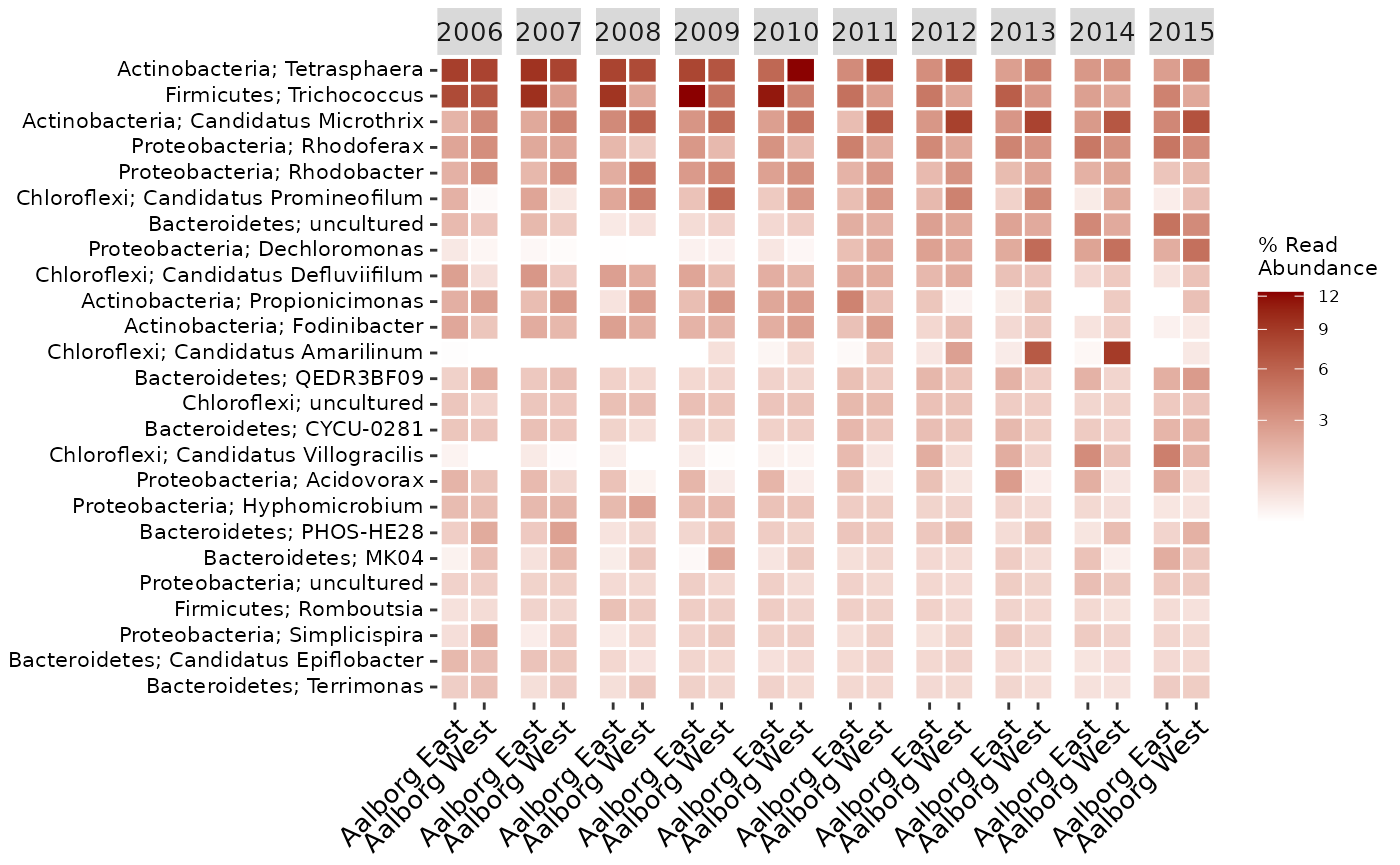 2006 2007 2008 2009 2010 2011 2012 2013 2014 2015
Actinobacteria; Tetrasphaera
Firmicutes; Trichococcus
Actinobacteria; Candidatus Microthrix
Proteobacteria; Rhodoferax
Proteobacteria; Rhodobacter
Chloroflexi; Candidatus Promineofilum
Bacteroidetes; uncultured
Proteobacteria; Dechloromonas
Chloroflexi; Candidatus Defluviifilum
Actinobacteria; Propionicimonas
Actinobacteria; Fodinibacter
Chloroflexi; Candidatus Amarilinum
Bacteroidetes; QEDR3BF09
Chloroflexi; uncultured
Bacteroidetes; CYCU-0281
Chloroflexi; Candidatus Villogracilis
Proteobacteria; Acidovorax
Proteobacteria; Hyphomicrobium
Bacteroidetes; PHOS-HE28
Bacteroidetes; MK04
Proteobacteria; uncultured
Firmicutes; Romboutsia
Proteobacteria; Simplicispira
Bacteroidetes; Candidatus Epiflobacter
Bacteroidetes; Terrimonas
Aalborg East
Aalborg West
Aalborg East
Aalborg West
Aalborg East
Aalborg West
Aalborg East
Aalborg West
Aalborg East
Aalborg West
Aalborg East
Aalborg West
Aalborg East
Aalborg West
Aalborg East
Aalborg West
Aalborg East
Aalborg West
Aalborg East
Aalborg West
% Read
Abundance
12
9
6
3